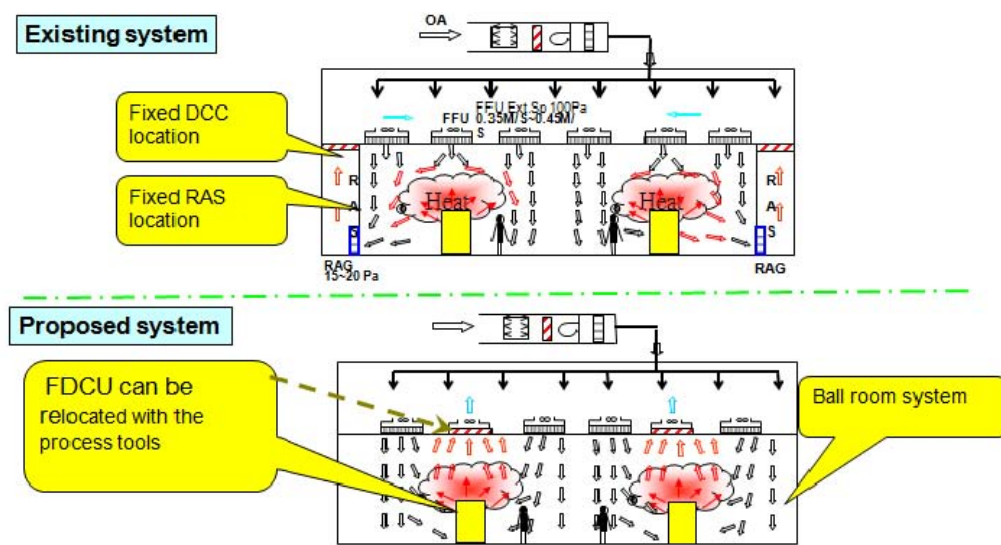 Existing system
OA
Fixed DCC
location
FFU Ext.Sp 100Pa
FFU 0.35M/S~0.45M/
S
Fixed RAS
location
Heat
Heat
R
A
S
R
A
S
RAG
15~20 Pa
RAG
Proposed system
FDCU can be
relocated with the
process tools
Ball room system